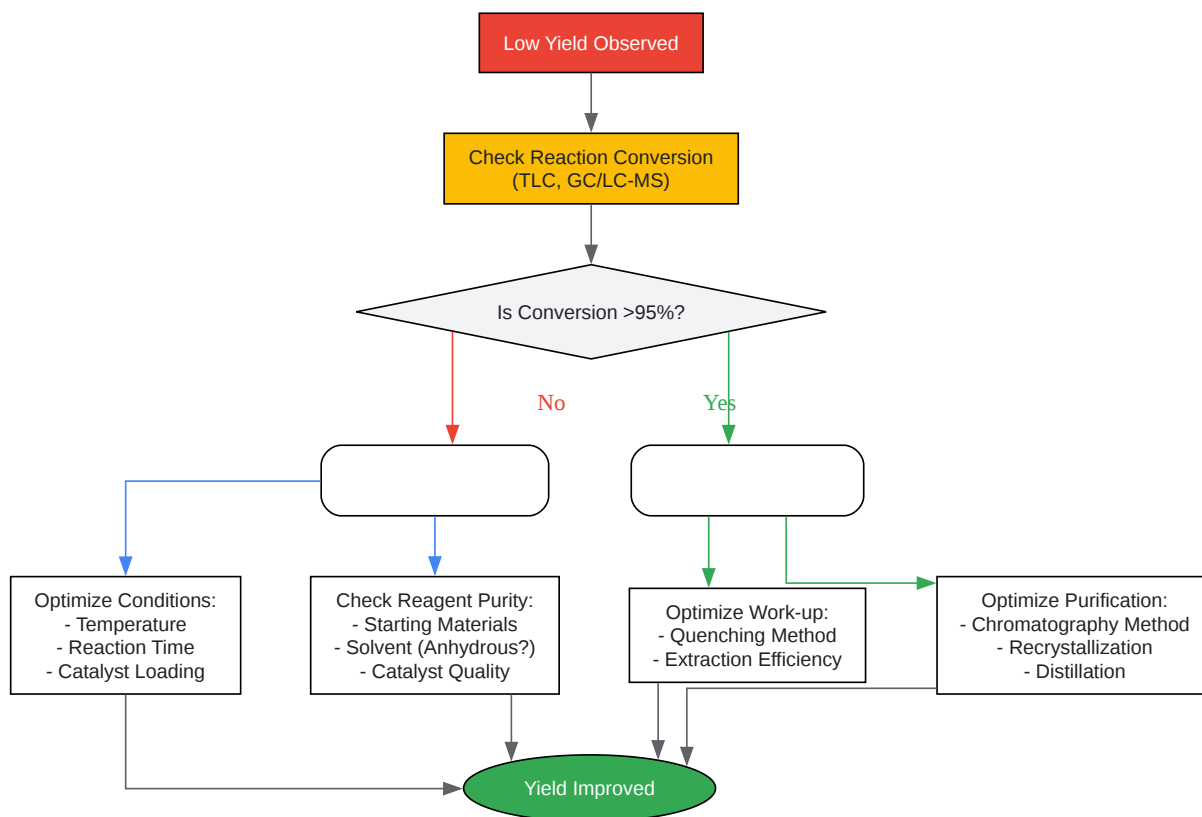 Low Yield Observed
Check Reaction Conversion
(TLC, GC/LC-MS)
Is Conversion >95%?
No
Yes
Optimize Conditions:
- Temperature
- Reaction Time
- Catalyst Loading
Check Reagent Purity:
- Starting Materials
- Solvent (Anhydrous?)
- Catalyst Quality
Optimize Work-up:
- Quenching Method
- Extraction Efficiency
Optimize Purification:
- Chromatography Method
- Recrystallization
- Distillation
Yield Improved